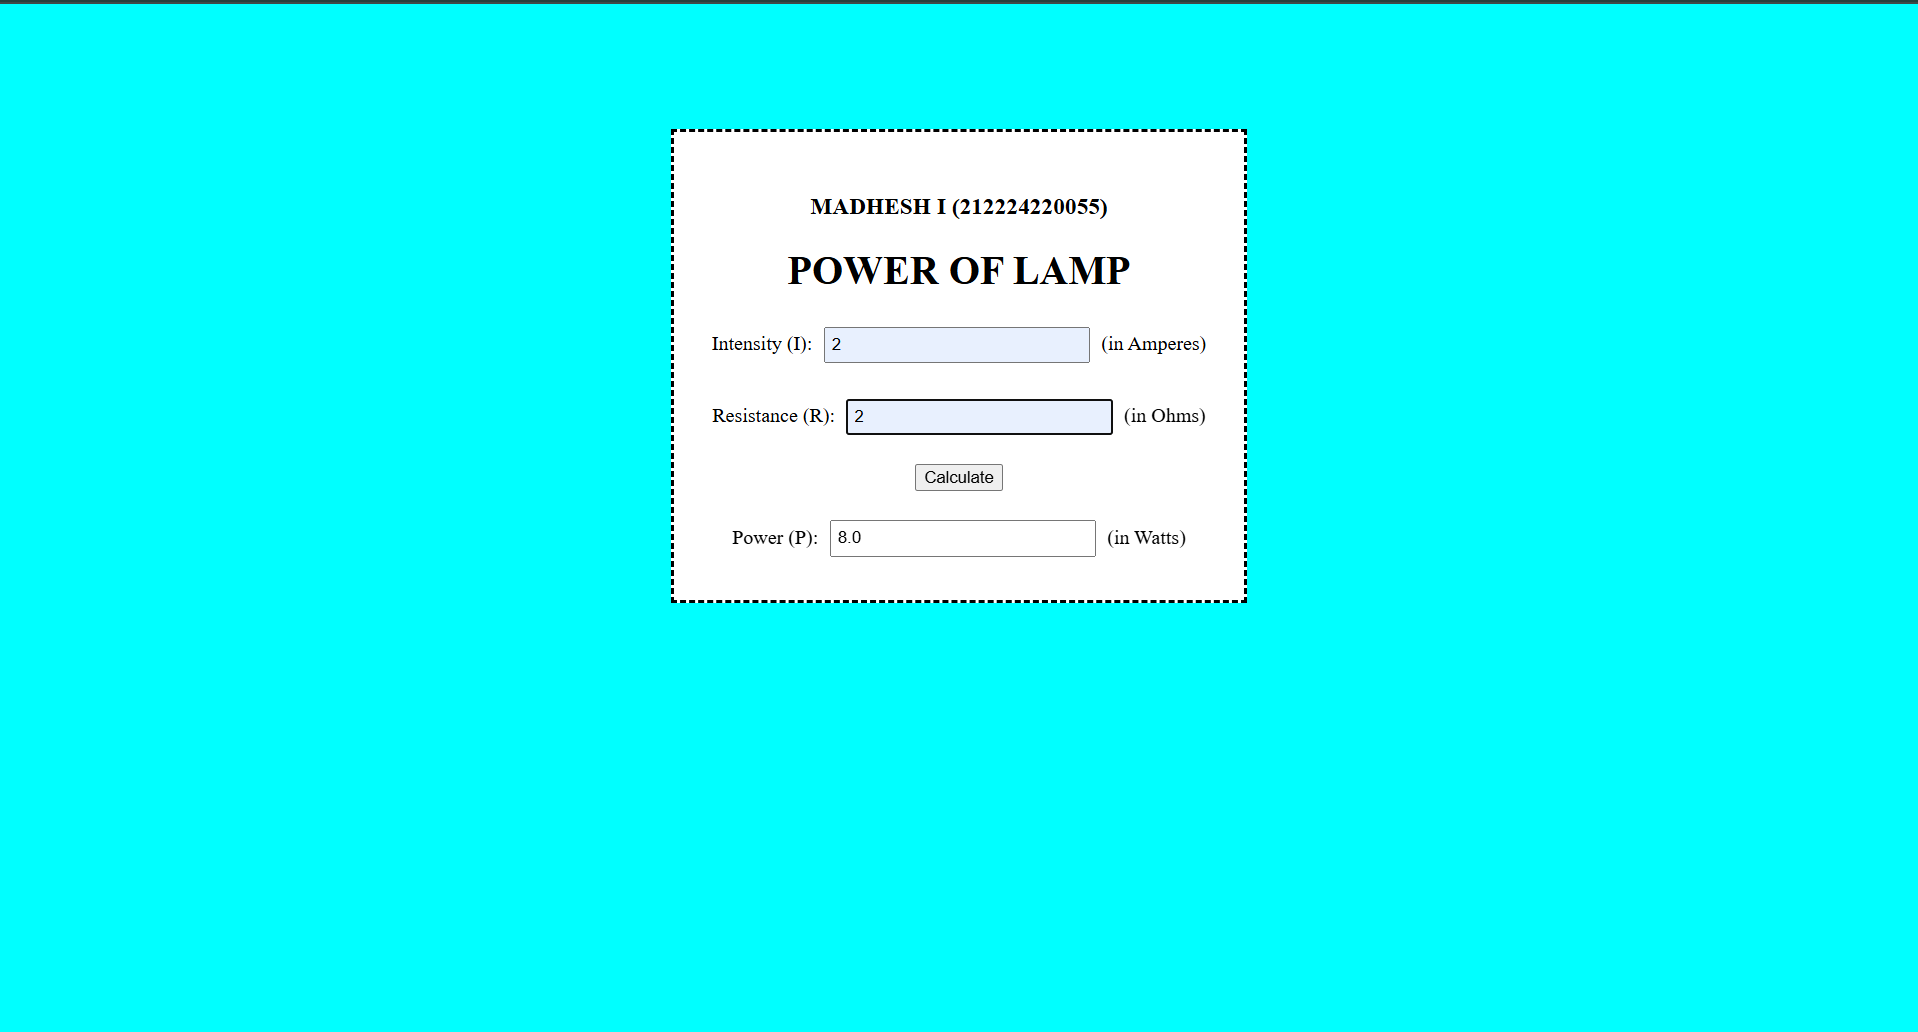 MADHESH I (212224220055)
POWER OF LAMP
Intensity (I): 2 (in Amperes)
Resistance (R): 2 (in Ohms)
Calculate
Power (P): 8.0 (in Watts)